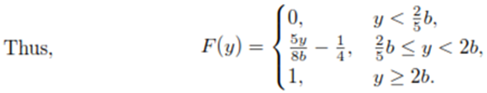 0, y < 2/5 b,
Thus, F(y) = { 5y/8b − 1/4, 2/5 b ≤ y < 2b,
1, y ≥ 2b.